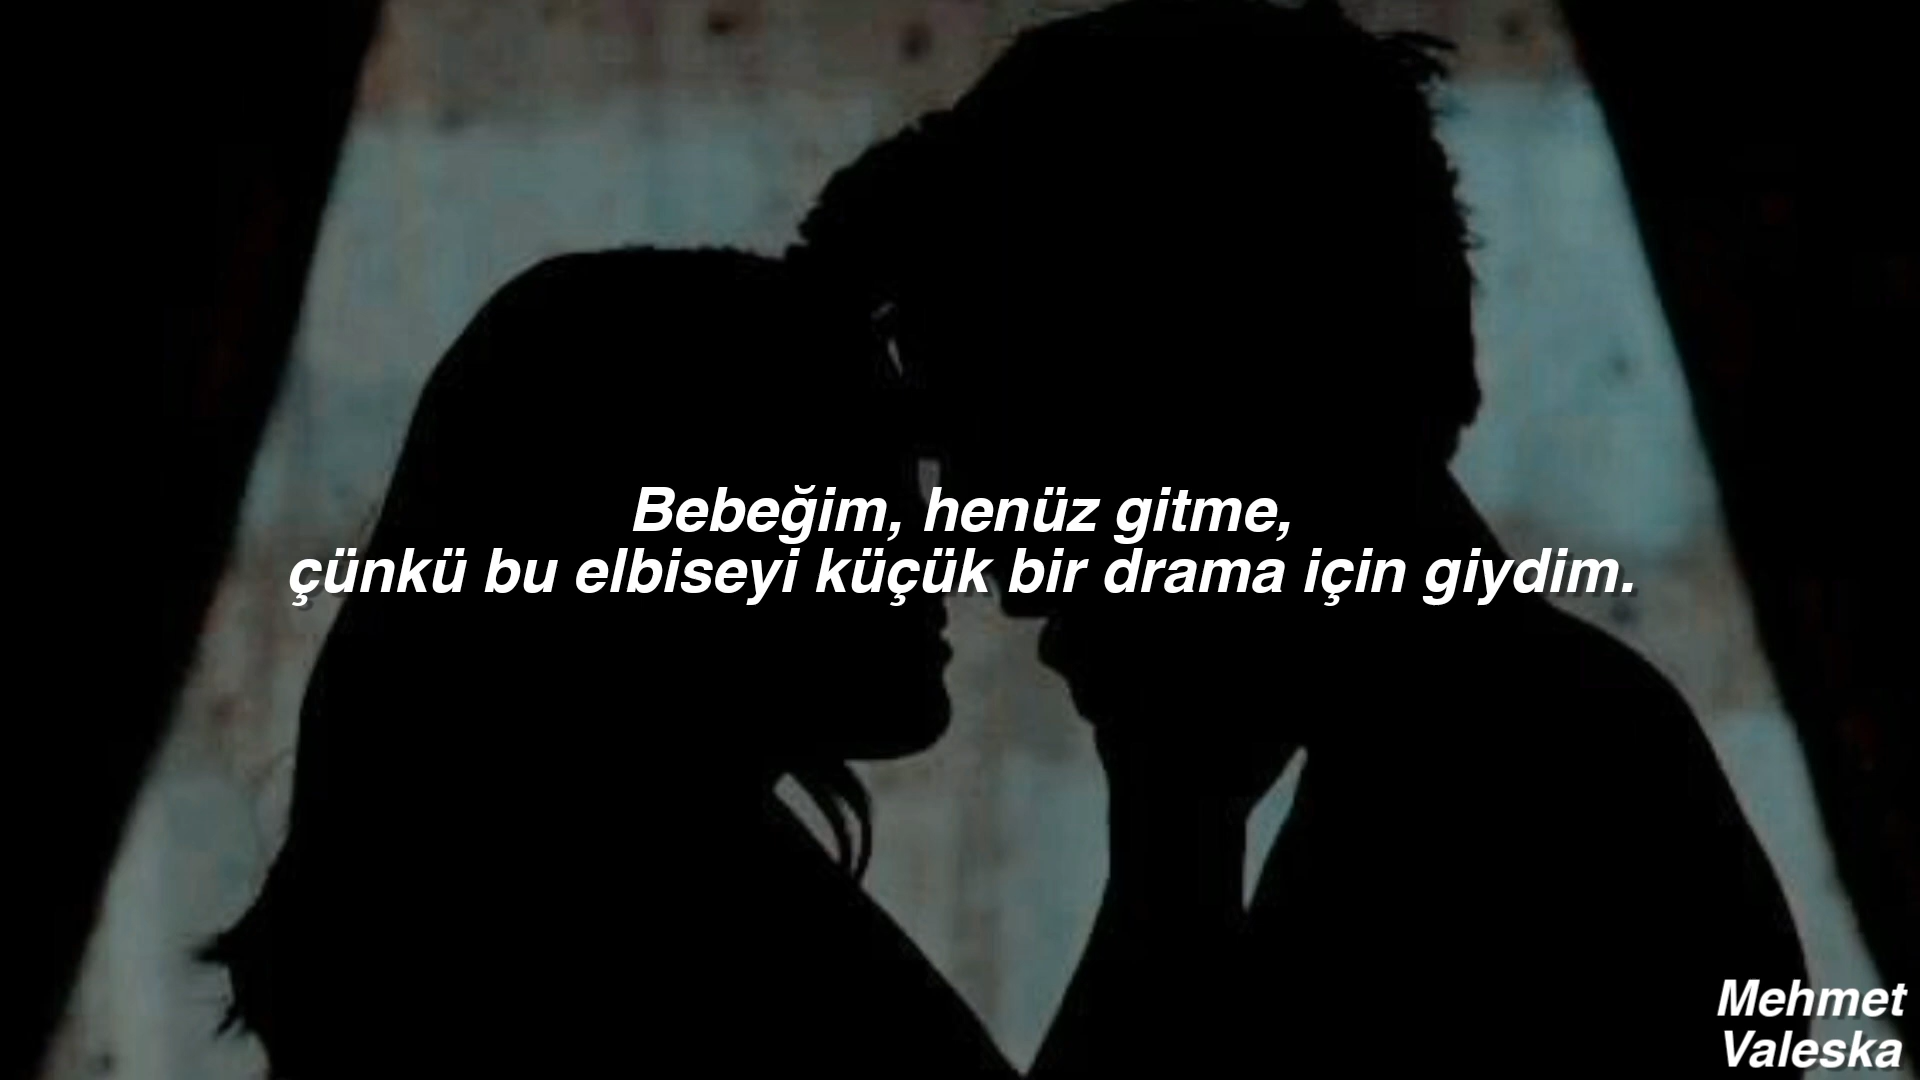 Bebeğim, henüz gitme,
çünkü bu elbiseyi küçük bir drama için giydim.
Mehmet
Valeska